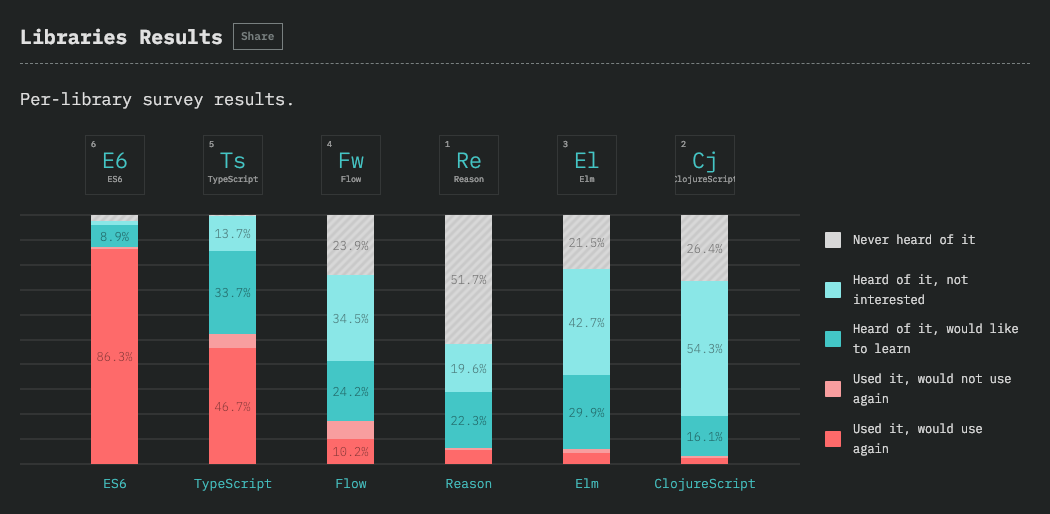 Libraries Results Share
Per-library survey results.
6 5 4 1 3 2
E6 Ts Fw Re El Cj
ES6 TypeScript Flow Reason Elm ClojureScript
8.9%
86.3%
13.7%
33.7%
46.7%
23.9%
34.5%
24.2%
10.2%
51.7%
19.6%
22.3%
21.5%
42.7%
29.9%
26.4%
54.3%
16.1%
ES6 TypeScript Flow Reason Elm ClojureScript
Never heard of it
Heard of it, not
interested
Heard of it, would like
to learn
Used it, would not use
again
Used it, would use
again